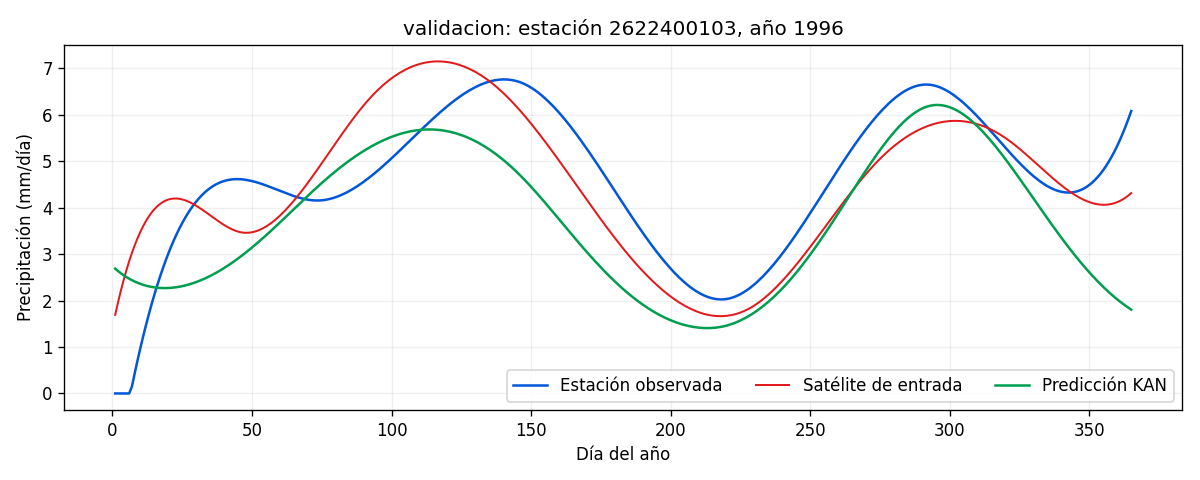 validacion: estación 2622400103, año 1996
Precipitación (mm/día)
7
6
5
4
3
2
1
0
Estación observada
Satélite de entrada
Predicción KAN
0 50 100 150 200 250 300 350
Día del año